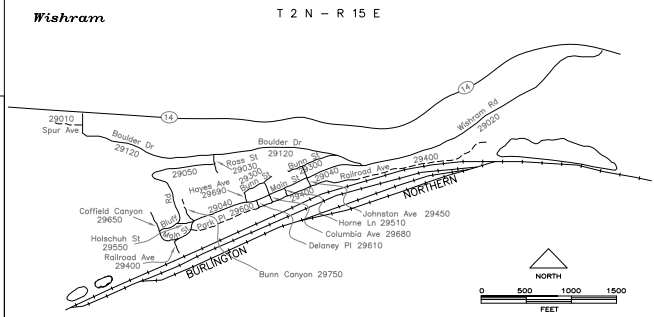 Wishram
T 2 N - R 15 E
14
14
29010
Spur Ave
Boulder Dr
29120
Boulder Dr
29120
Wishram Rd
29020
Ross St
29030
29050
Bunn St
29300
Hayes Ave
29690
29300
Bunn St
Main St
29040
Railroad Ave
29400
29400
29040
Park Pl
29600
NORTHERN
Coffield Canyon
29650
Bluff
Rd
Main St
Holschuh St
29550
Railroad Ave
29400
BURLINGTON
Johnston Ave 29450
Horne Ln 29510
Columbia Ave 29680
Delaney Pl 29610
Bunn Canyon 29750
NORTH
0 500 1000 1500
FEET